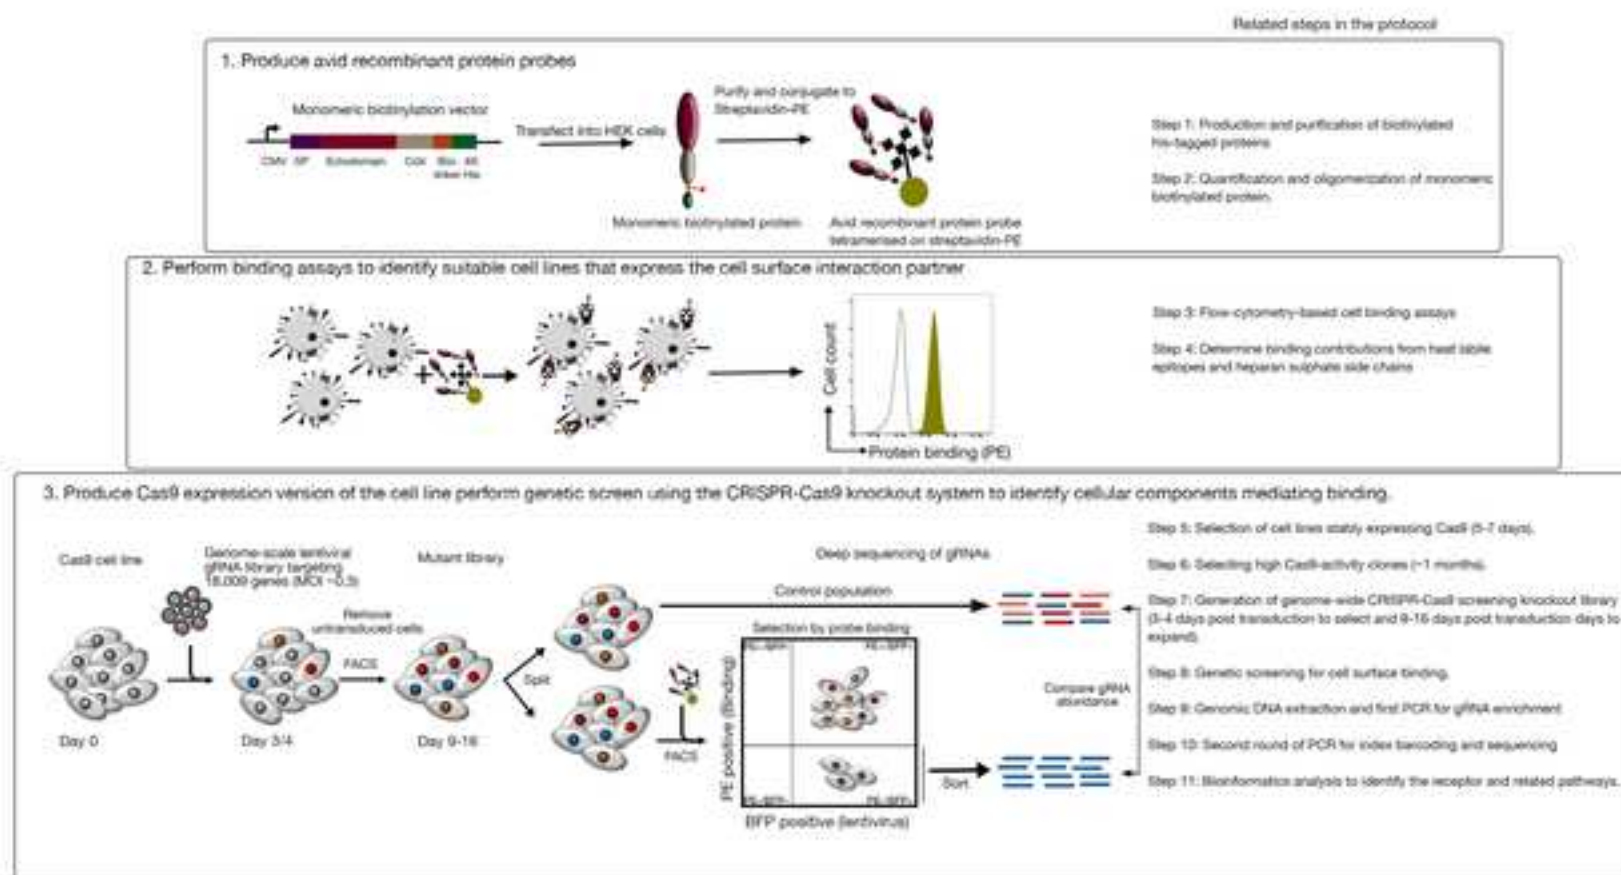 Related steps in the protocol
1. Produce avid recombinant protein probes
Monomeric biotinylation vector
CMV SP Ectodomain Cd4 Bio 6X
linker His
Transfect into HEK cells
Monomeric biotinylated protein
Purify and conjugate to
Streptavidin-PE
Avid recombinant protein probe
tetramerised on streptavidin-PE
Step 1: Production and purification of biotinylated
his-tagged proteins
Step 2: Quantification and oligomerization of monomeric
biotinylated protein.
2. Perform binding assays to identify suitable cell lines that express the cell surface interaction partner
Cell count
Protein binding (PE)
Step 3: Flow-cytometry-based cell binding assays
Step 4: Determine binding contributions from heat labile
epitopes and heparan sulphate side chains
3. Produce Cas9 expression version of the cell line perform genetic screen using the CRISPR-Cas9 knockout system to identify cellular components mediating binding.
Cas9 cell line
Genome-scale lentiviral
gRNA library targeting
18,009 genes (MOI ~0.3)
Mutant library
Remove
untransduced cells
FACS
Day 0
Day 3/4
Day 9-16
Split
Deep sequencing of gRNAs
Control population
Selection by probe binding
FACS
PE positive (Binding)
BFP positive (lentivirus)
Sort
Compare gRNA
abundance
Step 5: Selection of cell lines stably expressing Cas9 (5-7 days).
Step 6: Selecting high Cas9-activity clones (~1 months).
Step 7: Generation of genome-wide CRISPR-Cas9 screening knockout library
(3-4 days post transduction to select and 9-16 days post transduction days to
expand)
Step 8: Genetic screening for cell surface binding.
Step 9: Genomic DNA extraction and first PCR for gRNA enrichment
Step 10: Second round of PCR for index barcoding and sequencing
Step 11: Bioinformatics analysis to identify the receptor and related pathways.